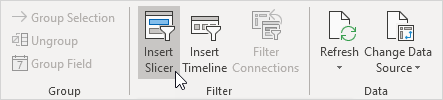 Group Selection
Ungroup
Group Field
Group
Insert
Slicer
Insert
Timeline
Filter
Connections
Filter
Refresh
Change Data
Source
Data